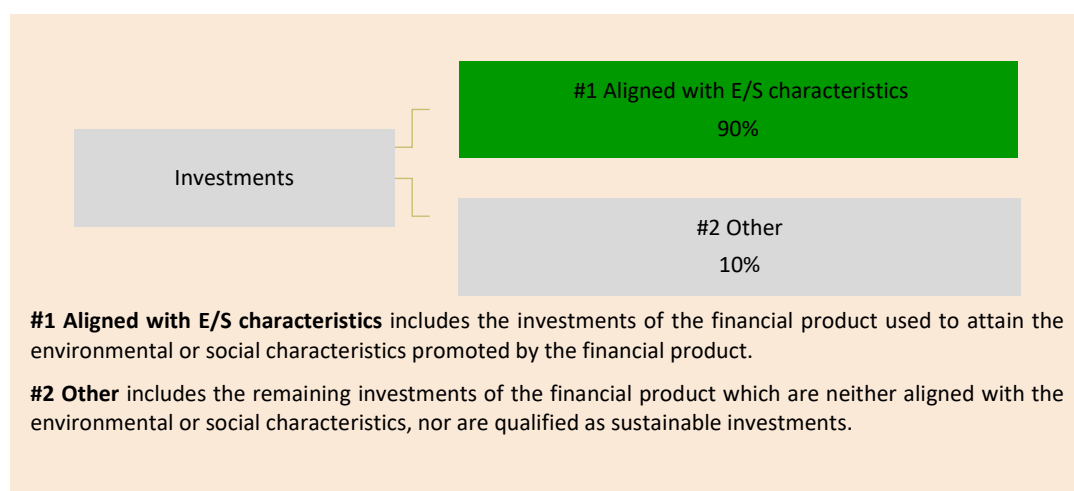 #1 Aligned with E/S characteristics
90%
Investments
#2 Other
10%
#1 Aligned with E/S characteristics includes the investments of the financial product used to attain the
environmental or social characteristics promoted by the financial product.
#2 Other includes the remaining investments of the financial product which are neither aligned with the
environmental or social characteristics, nor are qualified as sustainable investments.